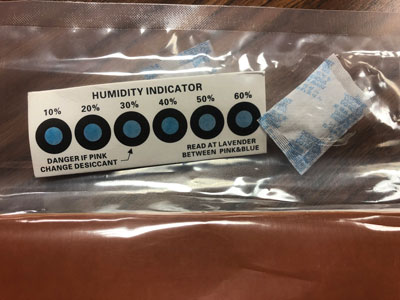 HUMIDITY INDICATOR
10% 20% 30% 40% 50% 60%
DANGER IF PINK
CHANGE DESICCANT
READ AT LAVENDER
BETWEEN PINK&BLUE